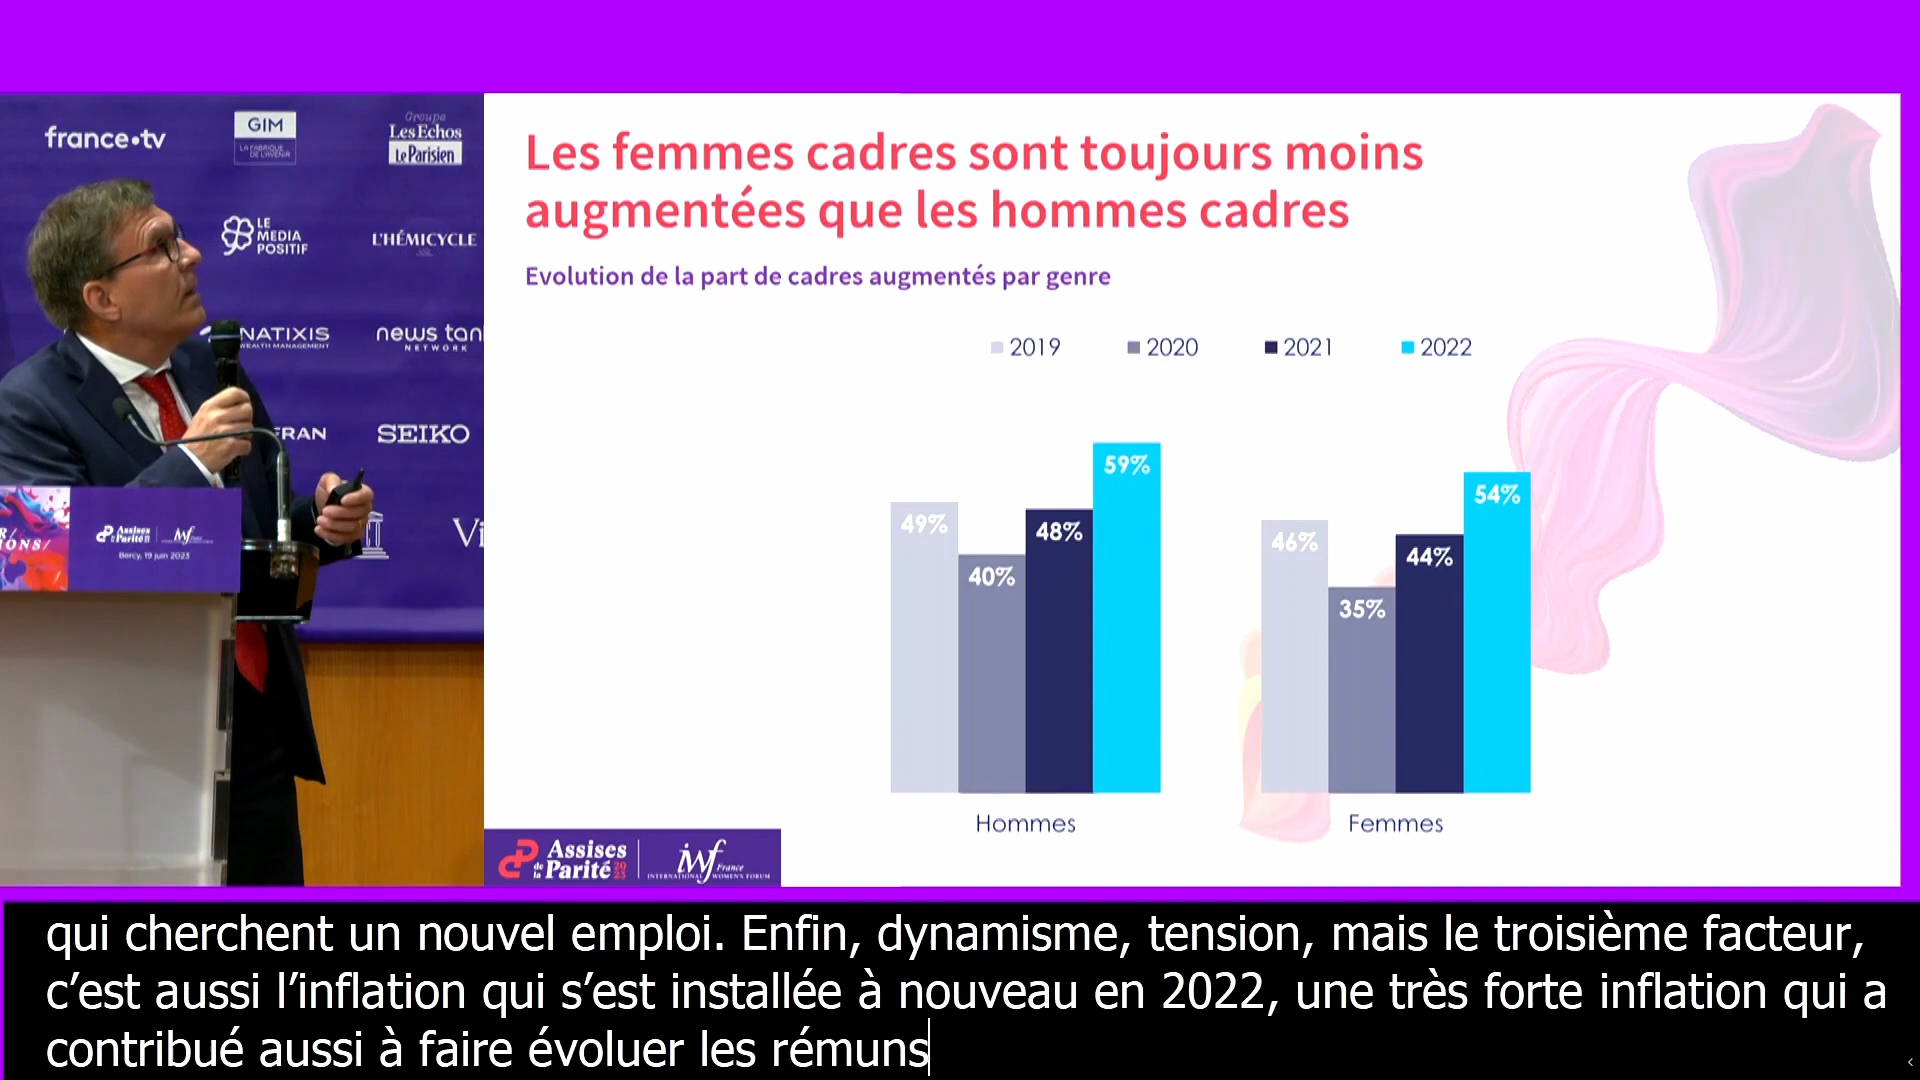 france•tv
GIM
LA FABRIQUE
DE L'AVENIR
Groupe
Les Echos
Le Parisien
LE
MEDIA
POSITIF
L'HÉMICYCLE
NATIXIS
WEALTH MANAGEMENT
news tan
NETWORK
FRAN
SEIKO
Vi
R/
IONS/
Assises
de la Parité
iwf
Bercy, 19 juin 2023
Les femmes cadres sont toujours moins
augmentées que les hommes cadres
Evolution de la part de cadres augmentés par genre
2019 2020 2021 2022
49% 40% 48% 59%
46% 35% 44% 54%
Hommes Femmes
Assises
de la Parité 2023
iwf France
INTERNATIONAL WOMEN'S FORUM
qui cherchent un nouvel emploi. Enfin, dynamisme, tension, mais le troisième facteur,
c’est aussi l’inflation qui s’est installée à nouveau en 2022, une très forte inflation qui a
contribué aussi à faire évoluer les rémuns